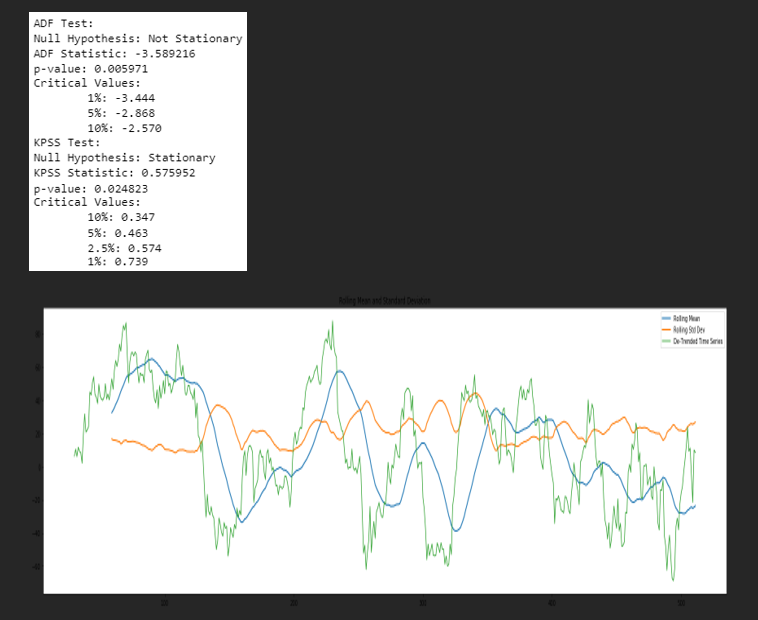 ADF Test:
Null Hypothesis: Not Stationary
ADF Statistic: -3.589216
p-value: 0.005971
Critical Values:
1%: -3.444
5%: -2.868
10%: -2.570
KPSS Test:
Null Hypothesis: Stationary
KPSS Statistic: 0.575952
p-value: 0.024823
Critical Values:
10%: 0.347
5%: 0.463
2.5%: 0.574
1%: 0.739
Rolling Mean and Standard Deviation
Rolling Mean
Rolling Std Dev
De-Trended Time Series